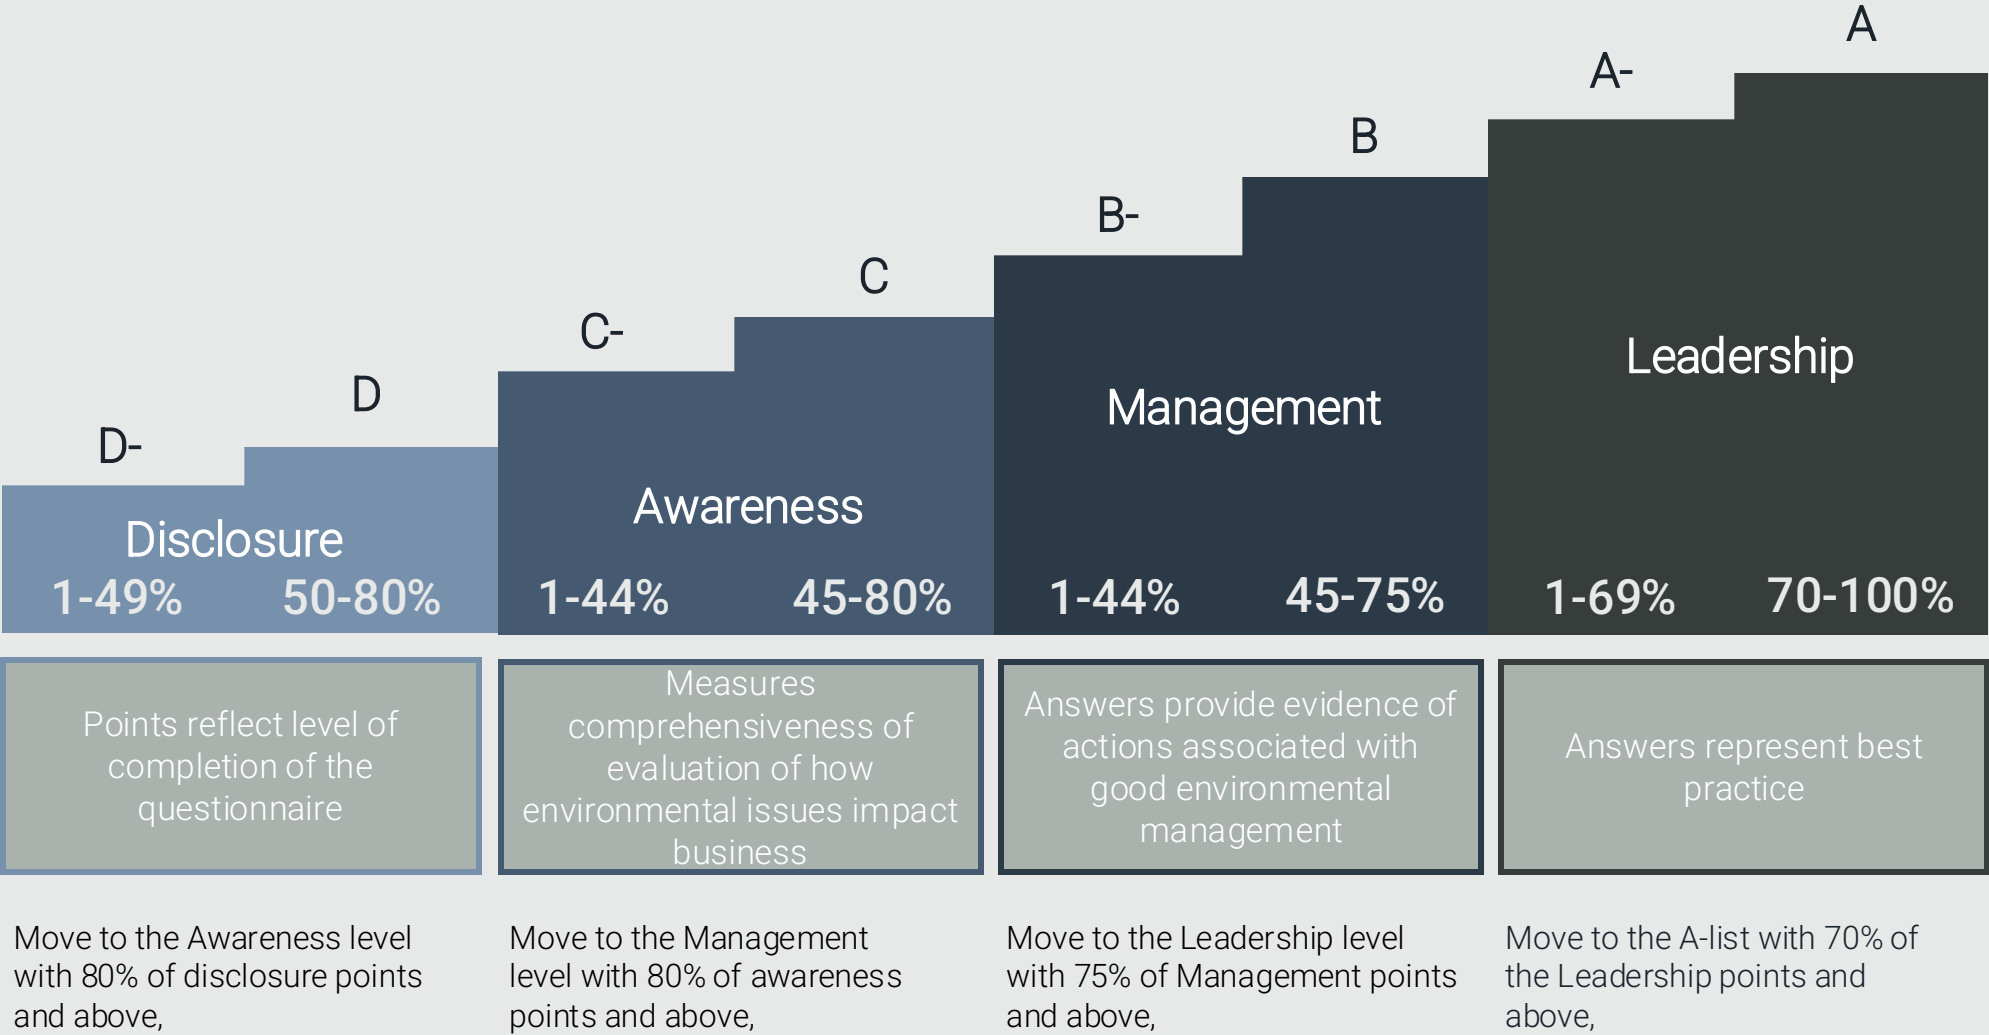 A
A-
B
B-
C
C-
D
D-
Disclosure
1-49%
50-80%
Awareness
1-44%
45-80%
Management
1-44%
45-75%
Leadership
1-69%
70-100%
Points reflect level of
completion of the
questionnaire
Measures
comprehensiveness of
evaluation of how
environmental issues impact
business
Answers provide evidence of
actions associated with
good environmental
management
Answers represent best
practice
Move to the Awareness level
with 80% of disclosure points
and above,
Move to the Management
level with 80% of awareness
points and above,
Move to the Leadership level
with 75% of Management points
and above,
Move to the A-list with 70% of
the Leadership points and
above,